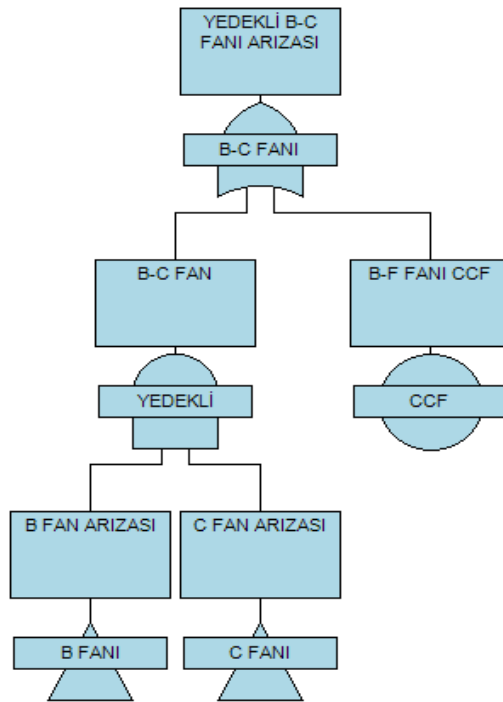 YEDEKLİ B-C
FANI ARIZASI
B-C FANI
B-C FAN
B-F FANI CCF
YEDEKLİ
CCF
B FAN ARIZASI
C FAN ARIZASI
B FANI
C FANI